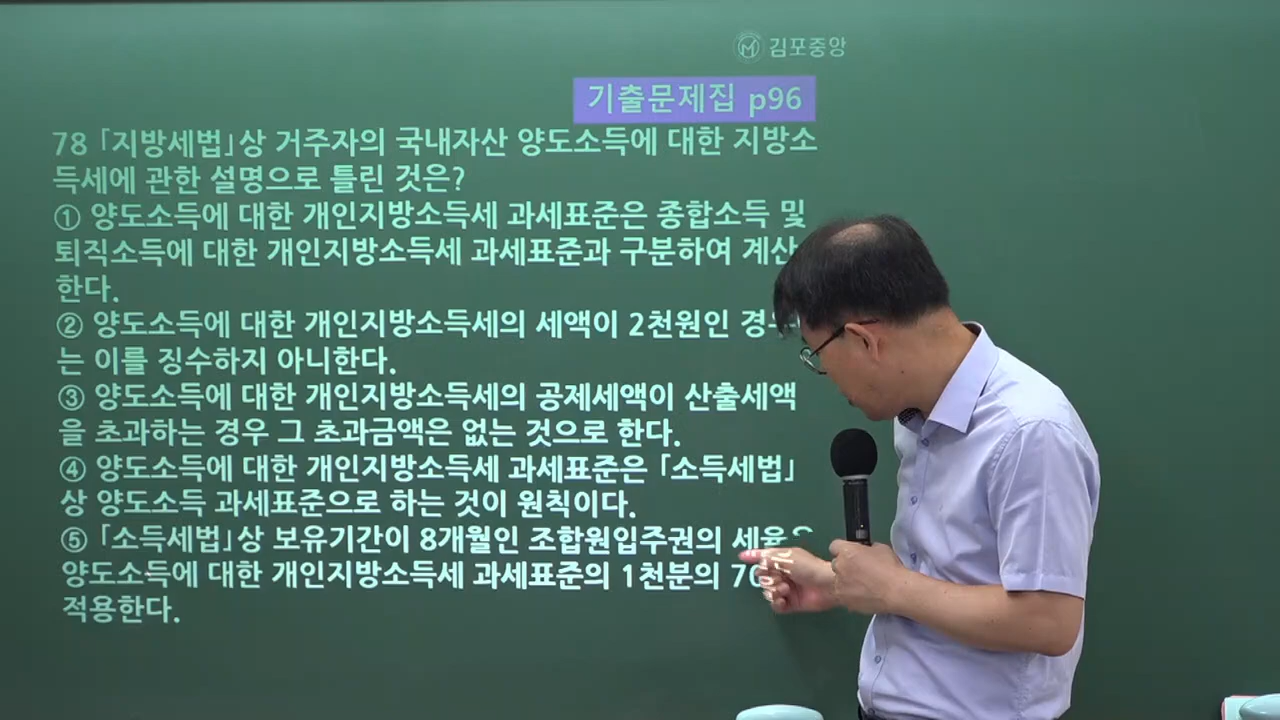 김포중앙
기출문제집 p96
78 「지방세법」상 거주자의 국내자산 양도소득에 대한 지방소
득세에 관한 설명으로 틀린 것은?
① 양도소득에 대한 개인지방소득세 과세표준은 종합소득 및
퇴직소득에 대한 개인지방소득세 과세표준과 구분하여 계산
한다.
② 양도소득에 대한 개인지방소득세의 세액이 2천원인 경우
는 이를 징수하지 아니한다.
③ 양도소득에 대한 개인지방소득세의 공제세액이 산출세액
을 초과하는 경우 그 초과금액은 없는 것으로 한다.
④ 양도소득에 대한 개인지방소득세 과세표준은 「소득세법」
상 양도소득 과세표준으로 하는 것이 원칙이다.
⑤ 「소득세법」상 보유기간이 8개월인 조합원입주권의 세율은
양도소득에 대한 개인지방소득세 과세표준의 1천분의
적용한다.